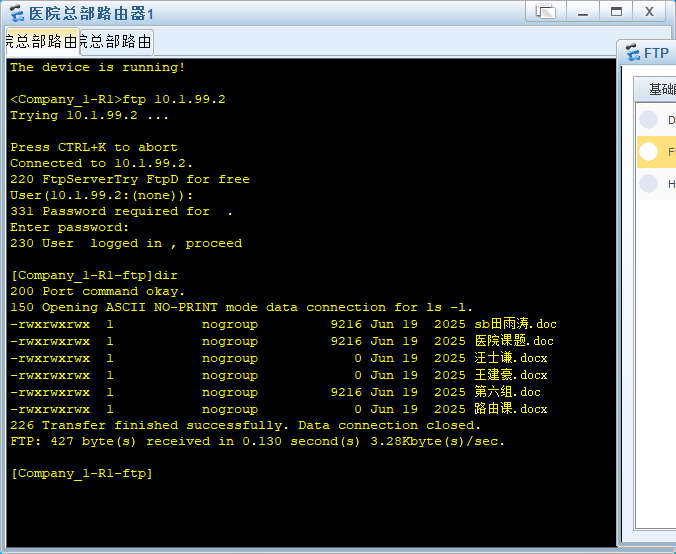 医院总部路由器1
院总部路由 院总部路由
The device is running!
<Company_1-R1>ftp 10.1.99.2
Trying 10.1.99.2 ...
Press CTRL+K to abort
Connected to 10.1.99.2.
220 FtpServerTry FtpD for free
User(10.1.99.2:(none)):
331 Password required for  .
Enter password:
230 User  logged in , proceed
[Company_1-R1-ftp]dir
200 Port command okay.
150 Opening ASCII NO-PRINT mode data connection for ls -l.
-rwxrwxrwx  1           nogroup         9216 Jun 19  2025 sb田雨涛.doc
-rwxrwxrwx  1           nogroup         9216 Jun 19  2025 医院课题.doc
-rwxrwxrwx  1           nogroup            0 Jun 19  2025 汪士谦.docx
-rwxrwxrwx  1           nogroup            0 Jun 19  2025 王建豪.docx
-rwxrwxrwx  1           nogroup         9216 Jun 19  2025 第六组.doc
-rwxrwxrwx  1           nogroup            0 Jun 19  2025 路由课.docx
226 Transfer finished successfully. Data connection closed.
FTP: 427 byte(s) received in 0.130 second(s) 3.28Kbyte(s)/sec.
[Company_1-R1-ftp]
FTP
基础
D
F
H